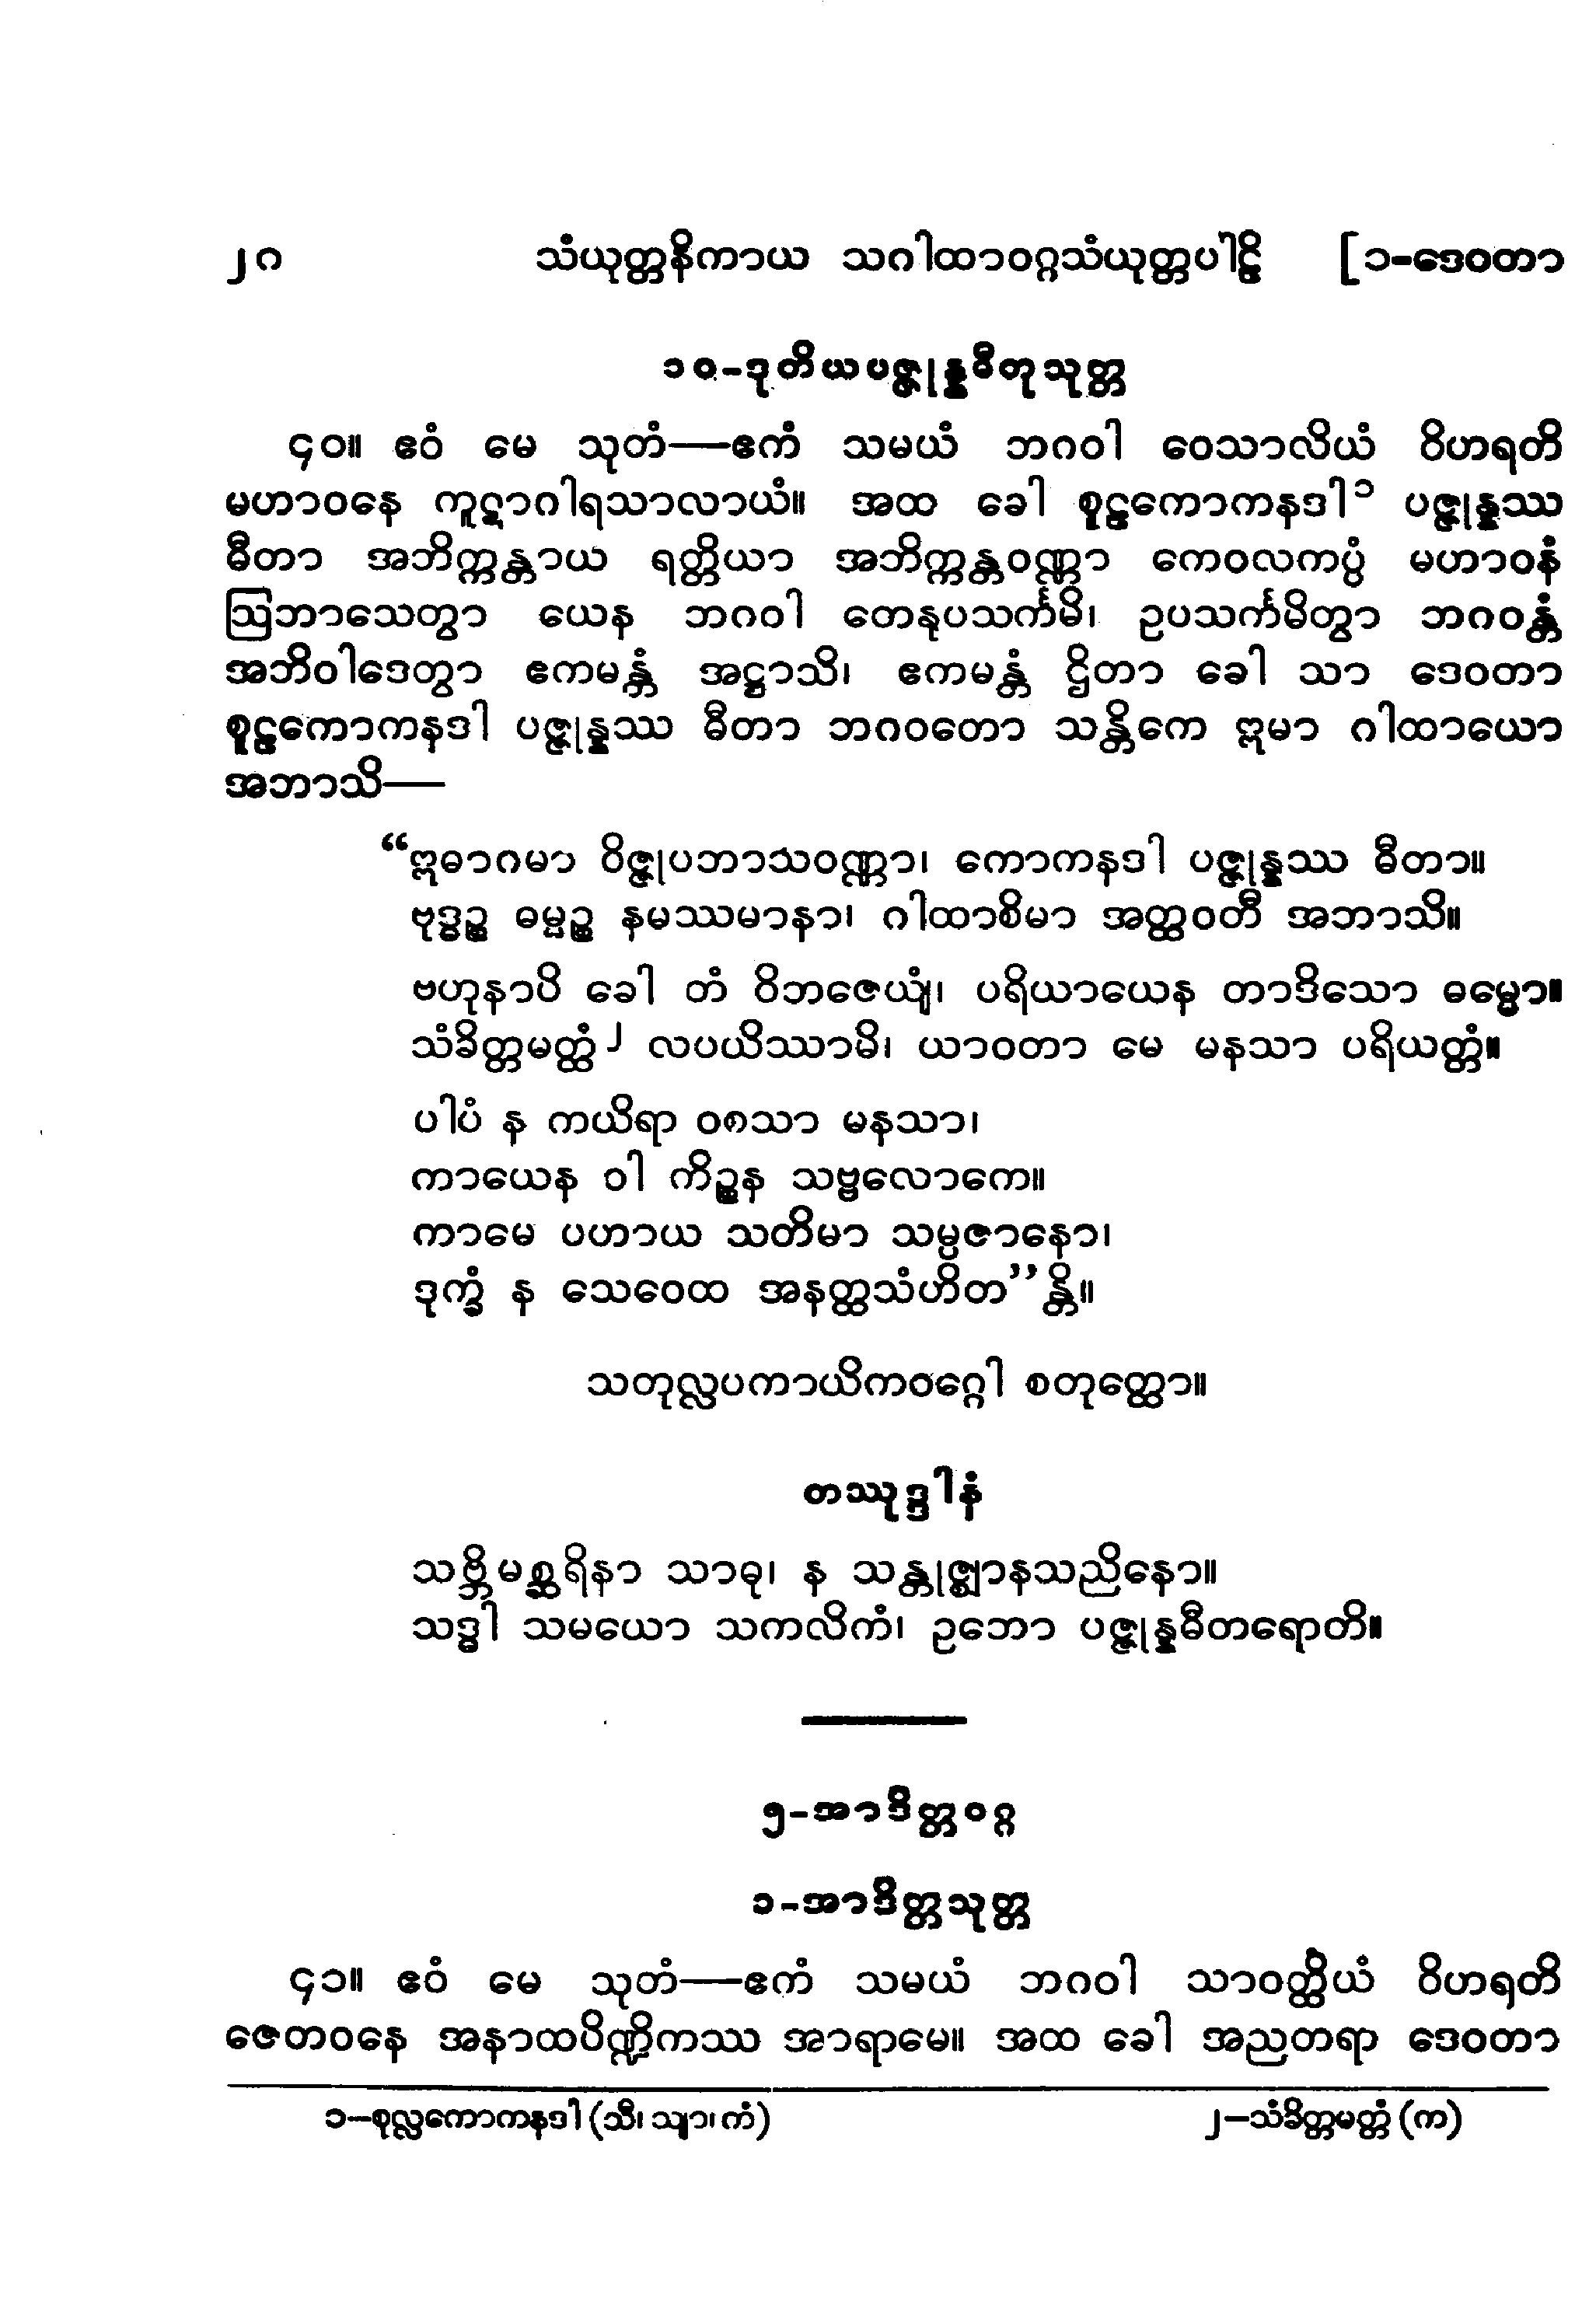 ၂၈ သံယုတ္တနိကာယ သဂါထာဝဂ္ဂသံယုတ္တပါဠိ [၁-ဒေဝတာ
၁၀-ဒုတိယပဇ္ဇုန္နဓီတုသုတ္တ
၄၀။ ဧဝံ မေ သုတံ—ဧကံ သမယံ ဘဂဝါ ဝေသာလိယံ ဝိဟရတိ
မဟာဝနေ ကူဋာဂါရသာလာယံ။ အထ ခေါ စူဠကောကနဒါ၁ ပဇ္ဇုန္နဿ
ဓီတာ အဘိက္ကန္တာယ ရတ္တိယာ အဘိက္ကန္တဝဏ္ဏာ ကေဝလကပ္ပံ မဟာဝနံ
ဩဘာသေတွာ ယေန ဘဂဝါ တေနုပသင်္ကမိ၊ ဥပသင်္ကမိတွာ ဘဂဝန္တံ
အဘိဝါဒေတွာ ဧကမန္တံ အဋ္ဌာသိ၊ ဧကမန္တံ ဌိတာ ခေါ သာ ဒေဝတာ
စူဠကောကနဒါ ပဇ္ဇုန္နဿ ဓီတာ ဘဂဝတော သန္တိကေ ဣမာ ဂါထာယော
အဘာသိ—
“ဣဓာဂမာ ဝိဇ္ဇုပဘာသဝဏ္ဏာ၊ ကောကနဒါ ပဇ္ဇုန္နဿ ဓီတာ။
ဗုဒ္ဓဉ္စ ဓမ္မဉ္စ နမဿမာနာ၊ ဂါထာစိမာ အတ္ထဝတီ အဘာသိ။
ဗဟုနာပိ ခေါ တံ ဝိဘဇေယျံ၊ ပရိယာယေန တာဒိသော ဓမ္မော။
သံခိတ္တမတ္ထံ၂ လပယိဿာမိ၊ ယာဝတာ မေ မနသာ ပရိယတ္တံ။
ပါပံ န ကယိရာ ဝစသာ မနသာ၊
ကာယေန ဝါ ကိဉ္စန သဗ္ဗလောကေ။
ကာမေ ပဟာယ သတိမာ သမ္ပဇာနော၊
ဒုက္ခံ န သေဝေထ အနတ္ထသံဟိတ”န္တိ။
သတုလ္လပကာယိကဝဂ္ဂေါ စတုတ္ထော။
တဿုဒ္ဒါနံ
သဗ္ဘိမစ္ဆရိနာ သာဓု၊ န သန္တုဇ္ဈာနသညိနော။
သဒ္ဓါ သမယော သကလိကံ၊ ဥဘော ပဇ္ဇုန္နဓီတရောတိ။
၅-အာဒိတ္တဝဂ္ဂ
၁-အာဒိတ္တသုတ္တ
၄၁။ ဧဝံ မေ သုတံ—ဧကံ သမယံ ဘဂဝါ သာဝတ္ထိယံ ဝိဟရတိ
ဇေတဝနေ အနာထပိဏ္ဍိကဿ အာရာမေ။ အထ ခေါ အညတရာ ဒေဝတာ
၁—စုလ္လကောကနဒါ (သီ၊ သျာ၊ ကံ) ၂—သံခိတ္တမတ္တံ (က)